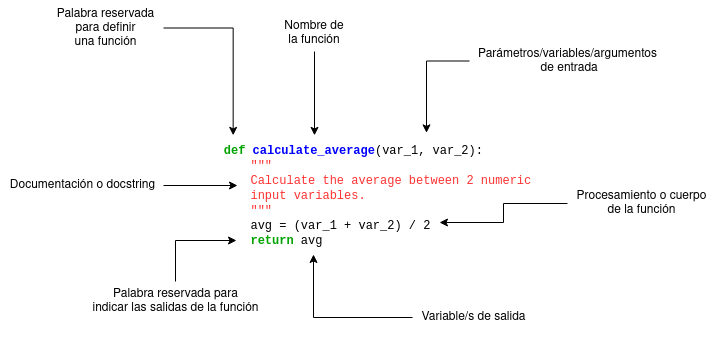 Palabra reservada
para definir
una función
Nombre de
la función
Parámetros/variables/argumentos
de entrada
def calculate_average(var_1, var_2):
"""
Calculate the average between 2 numeric
input variables.
"""
avg = (var_1 + var_2) / 2
return avg
Documentación o docstring
Procesamiento o cuerpo
de la función
Palabra reservada para
indicar las salidas de la función
Variable/s de salida